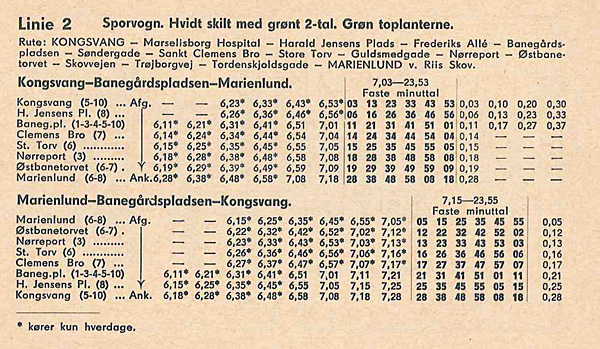 Linie 2 Sporvogn. Hvidt skilt med grønt 2-tal. Grøn toplanterne.
Rute: KONGSVANG — Marselisborg Hospital — Harald Jensens Plads — Frederiks Allé — Banegårds-
pladsen — Søndergade — Sankt Clemens Bro — Store Torv — Guldsmedgade — Nørreport — Østbane-
torvet — Skovvejen — Trøjborgvej — Tordenskjoldsgade — MARIENLUND v. Riis Skov.
Kongsvang—Banegårdspladsen—Marienlund. 7,03—23,53
Faste minuttal
Kongsvang (5-10) ... Afg. — — 6,23* 6,33* 6,43* 6,53* 03 13 23 33 43 53 0,03 0,10 0,20 0,30
H. Jensens Pl. (8) ... — — 6,26* 6,36* 6,46* 6,56* 06 16 26 36 46 56 0,06 0,13 0,23 0,33
Baneg.pl. (1-3-4-5-10) 6,11* 6,21* 6,31* 6,41* 6,51 7,01 11 21 31 41 51 01 0,11 0,17 0,27 0,37
Clemens Bro (7) ...... 6,14* 6,24* 6,34* 6,44* 6,54 7,04 14 24 34 44 54 04 0,14 — —
St. Torv (6) ............ 6,15* 6,25* 6,35* 6,45* 6,55 7,05 15 25 35 45 55 05 0,15 — —
Nørreport (3) ......... 6,18* 6,28* 6,38* 6,48* 6,58 7,08 18 28 38 48 58 08 0,18 — —
Østbanetorvet (6-7) . 6,19* 6,29* 6,39* 6,49* 6,59 7,09 19 29 39 49 59 09 0,19 — —
Marienlund (6-8) ... Ank. 6,28* 6,38* 6,48* 6,58* 7,08 7,18 28 38 48 58 08 18 0,28 — —
Marienlund—Banegårdspladsen—Kongsvang. 7,15—23,55
Faste minuttal
Marienlund (6-8) ... Afg. — — 6,15* 6,25* 6,35* 6,45* 6,55* 7,05* 05 15 25 35 45 55 0,05
Østbanetorvet (6-7) . — — 6,22* 6,32* 6,42* 6,52* 7,02* 7,12* 12 22 32 42 52 02 0,12
Nørreport (3) ......... — — 6,23* 6,33* 6,43* 6,53* 7,03* 7,13* 13 23 33 43 53 03 0,13
St. Torv (6) ............ — — 6,26* 6,36* 6,46* 6,56* 7,06* 7,16* 16 26 36 46 56 06 0,16
Clemens Bro (7) ...... — — 6,27* 6,37* 6,47* 6,57* 7,07* 7,17* 17 27 37 47 57 07 0,17
Baneg.pl. (1-3-4-5-10) 6,11* 6,21* 6,31* 6,41* 6,51 7,01 7,11 7,21 21 31 41 51 01 11 0,21
H. Jensens Pl. (8) ... 6,15* 6,25* 6,35* 6,45* 6,55 7,05 7,15 7,25 25 35 45 55 05 15 0,25
Kongsvang (5-10) ... Ank. 6,18* 6,28* 6,38* 6,48* 6,58 7,08 7,18 7,28 28 38 48 58 08 18 0,28
* kører kun hverdage.